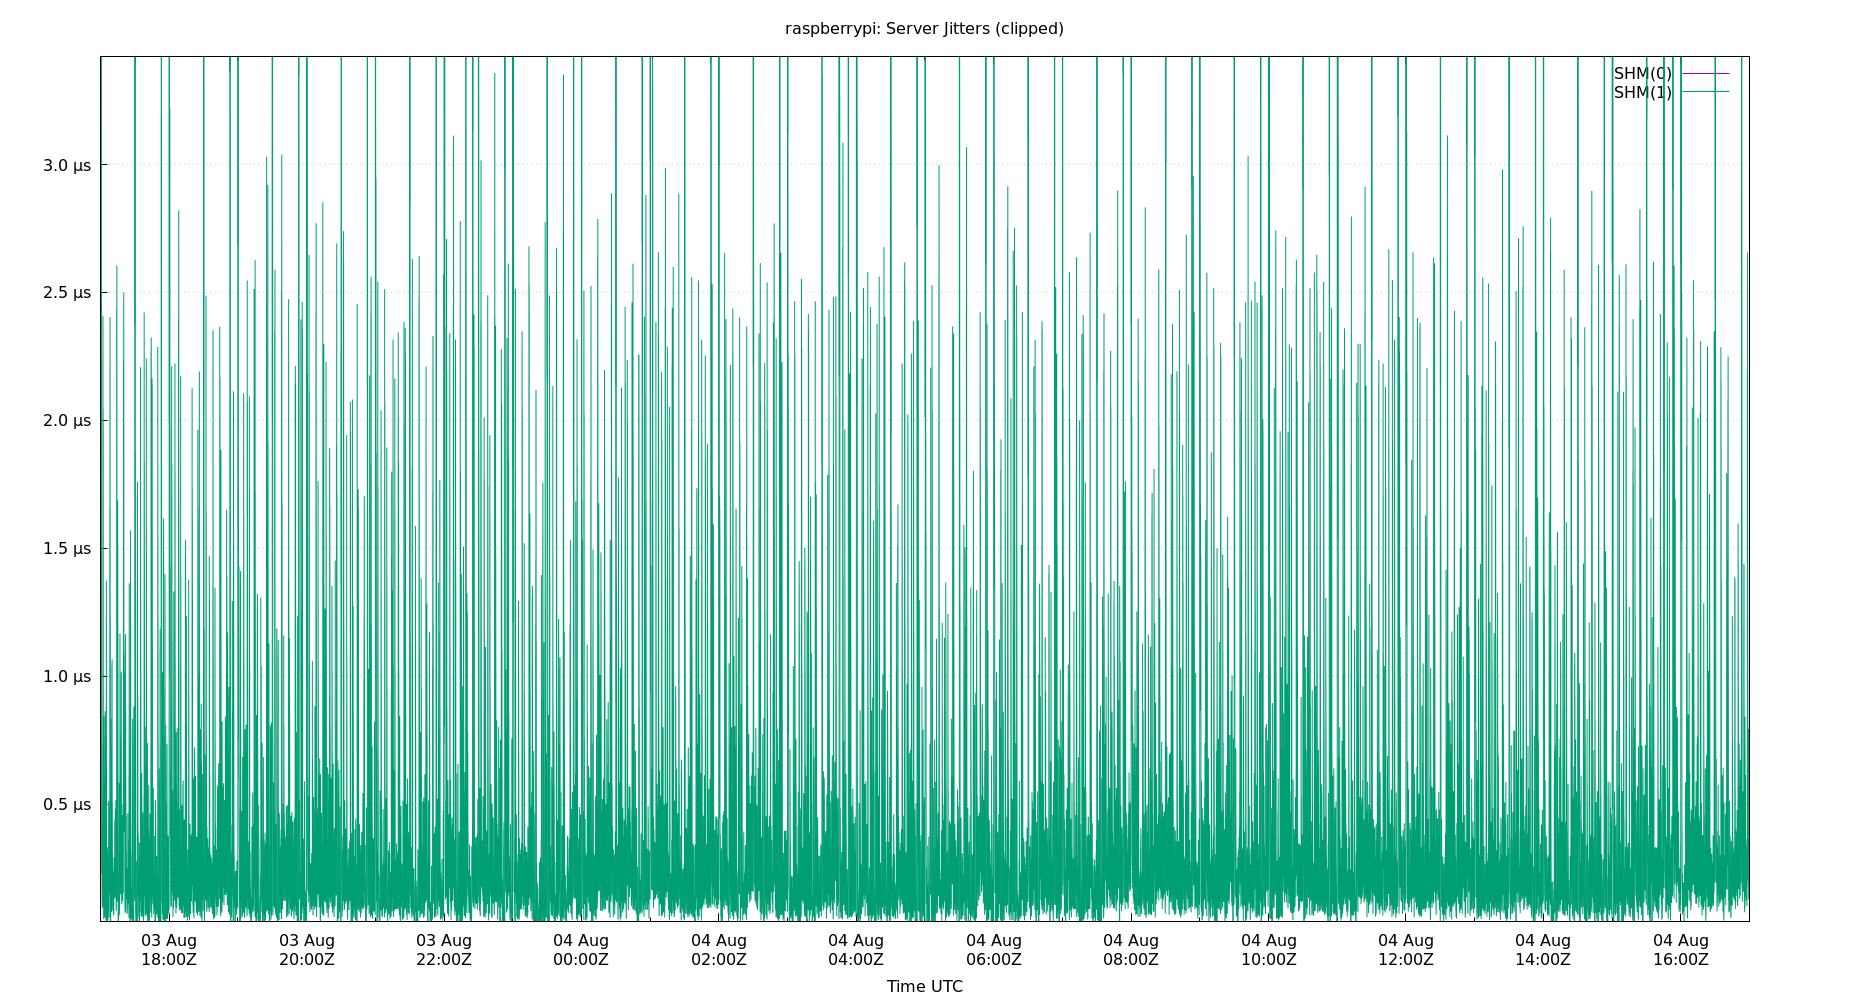 raspberrypi: Server Jitters (clipped)
SHM(0)
SHM(1)
3.0 µs
2.5 µs
2.0 µs
1.5 µs
1.0 µs
0.5 µs
03 Aug 03 Aug 03 Aug 04 Aug 04 Aug 04 Aug 04 Aug 04 Aug 04 Aug 04 Aug 04 Aug 04 Aug
18:00Z 20:00Z 22:00Z 00:00Z 02:00Z 04:00Z 06:00Z 08:00Z 10:00Z 12:00Z 14:00Z 16:00Z
Time UTC